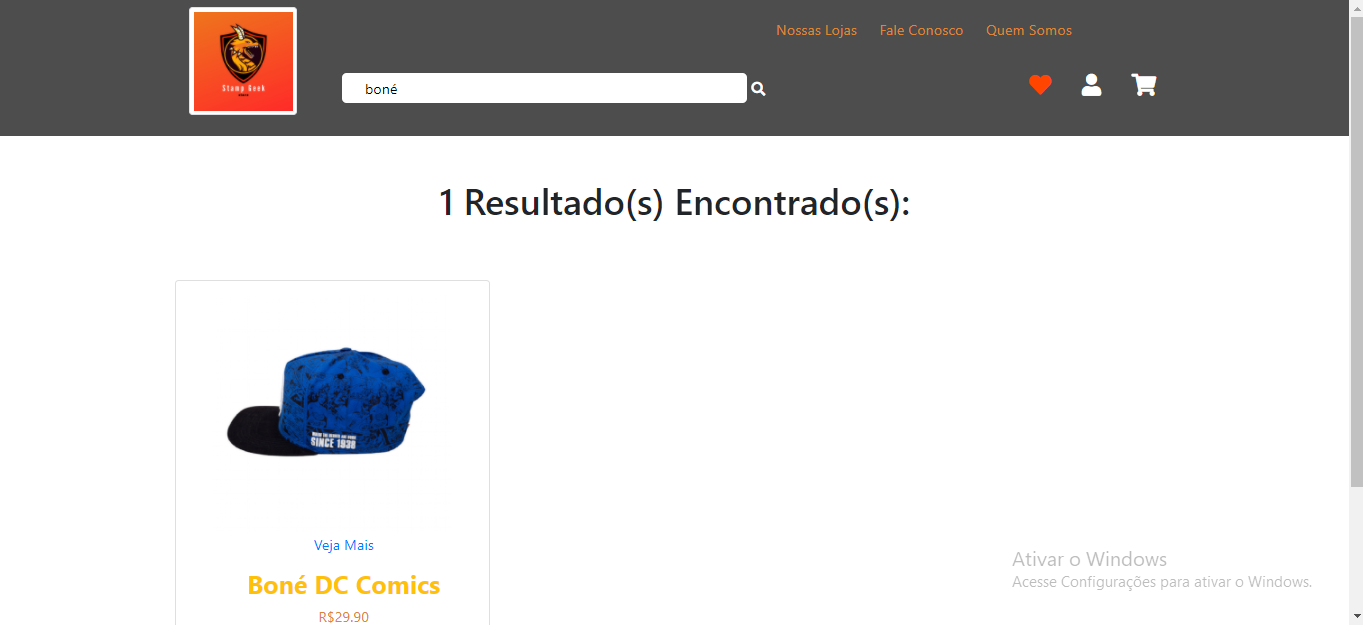 Nossas Lojas Fale Conosco Quem Somos
Stamp Geek
boné
1 Resultado(s) Encontrado(s):
SINCE 1938
Veja Mais
Boné DC Comics
R$29.90
Ativar o Windows
Acesse Configurações para ativar o Windows.